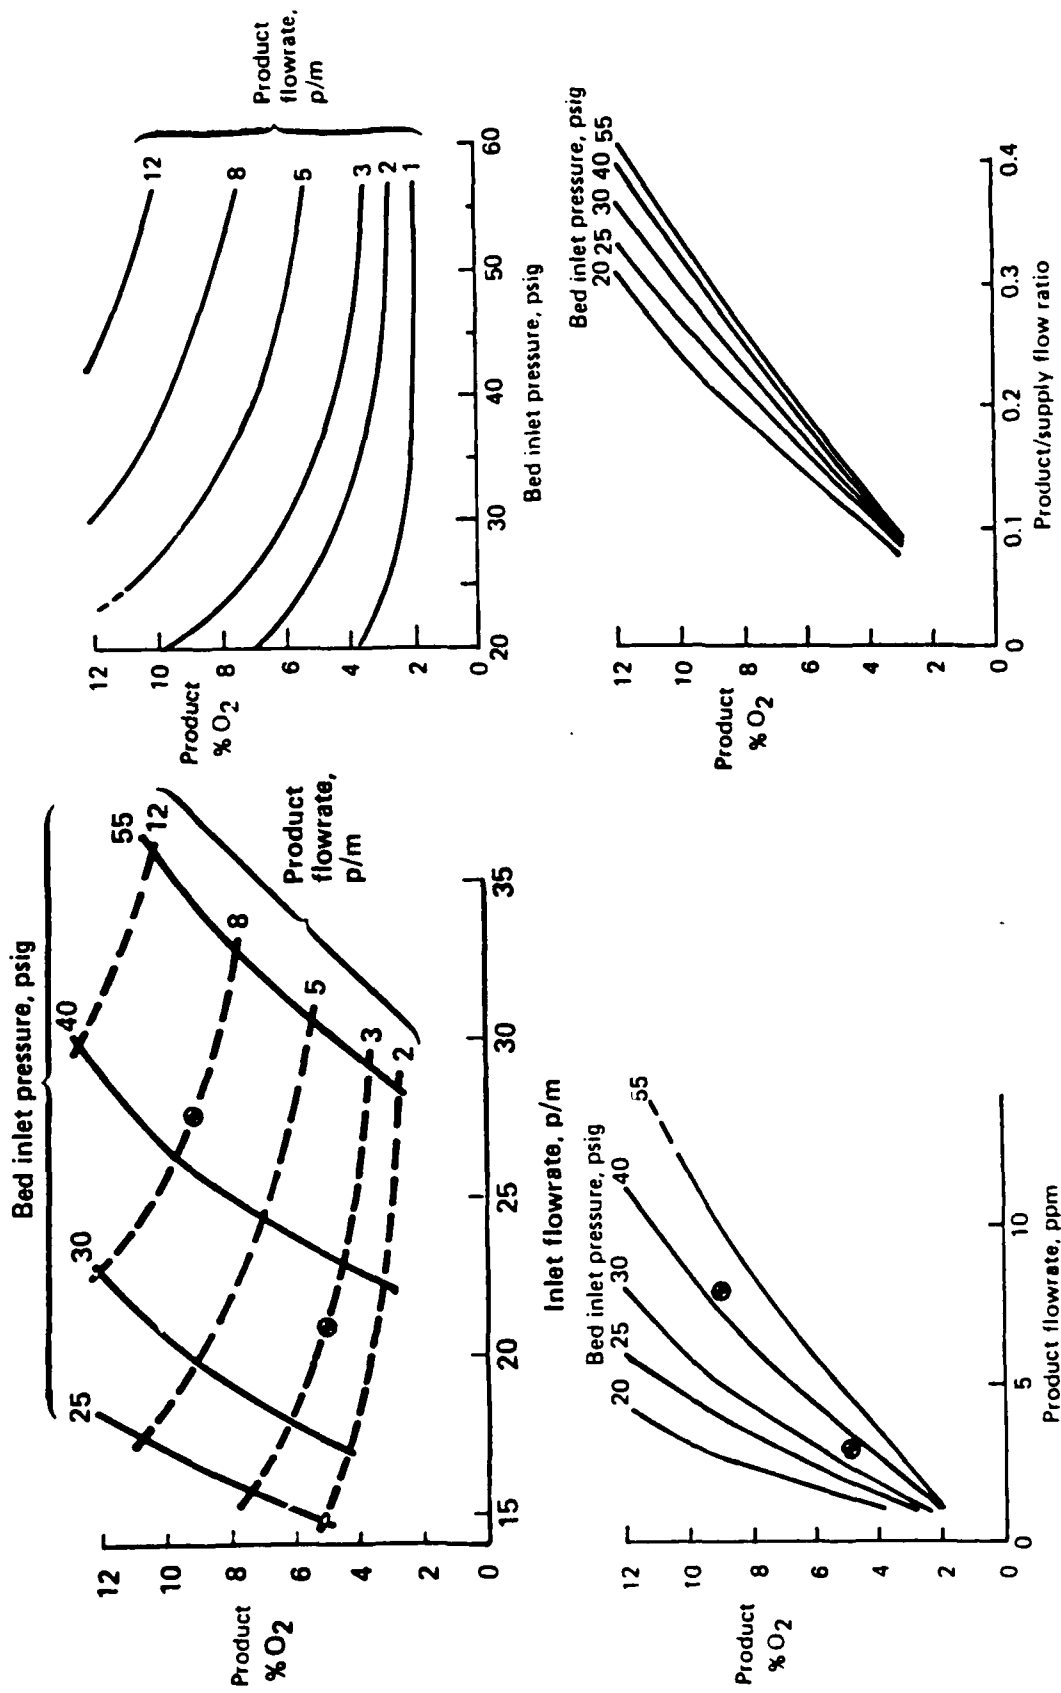 Bed inlet pressure, psig
25
30
40
55
12
8
5
3
2
Product
flowrate,
p/m
12
10
8
6
4
2
0
Product
% O2
15
20
25
30
35
Inlet flowrate, p/m
Product
flowrate,
p/m
12
8
5
3
2
1
12
10
8
6
4
2
0
Product
% O2
20
30
40
50
60
Bed inlet pressure, psig
Bed inlet pressure, psig
20
25
30
40
55
12
10
8
6
4
2
0
Product
% O2
5
10
Product flowrate, ppm
Bed inlet pressure, psig
20 25 30 40 55
12
10
8
6
4
2
0
Product
% O2
0
0.1
0.2
0.3
0.4
Product/supply flow ratio